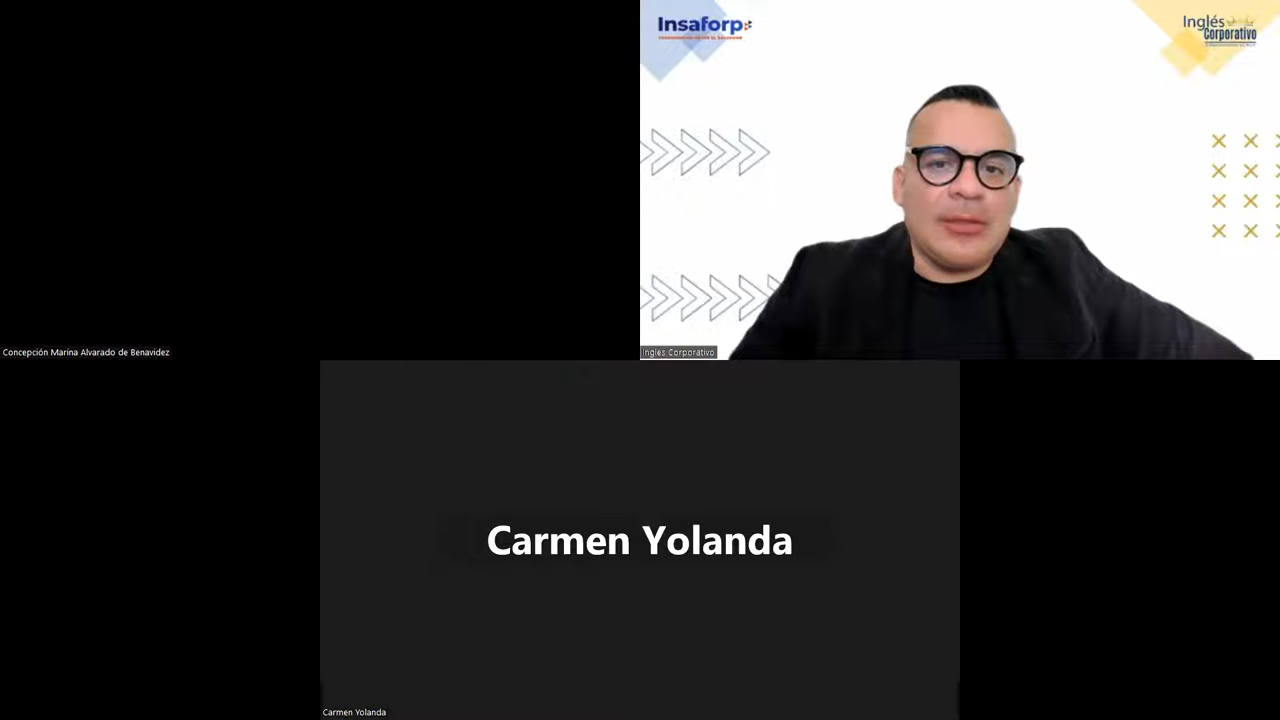 Insaforp
Inglés
Corporativo
Concepción Marina Alvarado de Benavidez
Ingles Corporativo
Carmen Yolanda
Carmen Yolanda